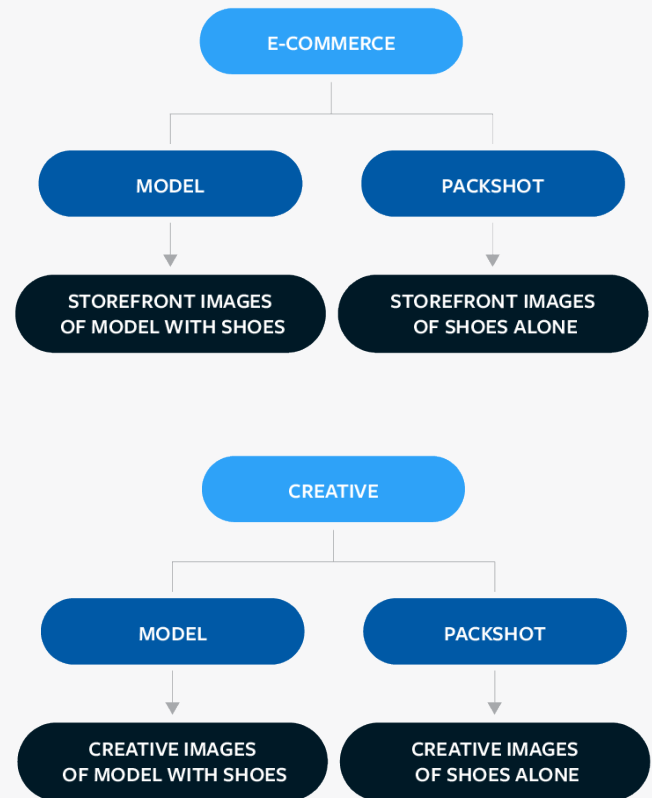 E-COMMERCE
MODEL
PACKSHOT
STOREFRONT IMAGES
OF MODEL WITH SHOES
STOREFRONT IMAGES
OF SHOES ALONE
CREATIVE
MODEL
PACKSHOT
CREATIVE IMAGES
OF MODEL WITH SHOES
CREATIVE IMAGES
OF SHOES ALONE